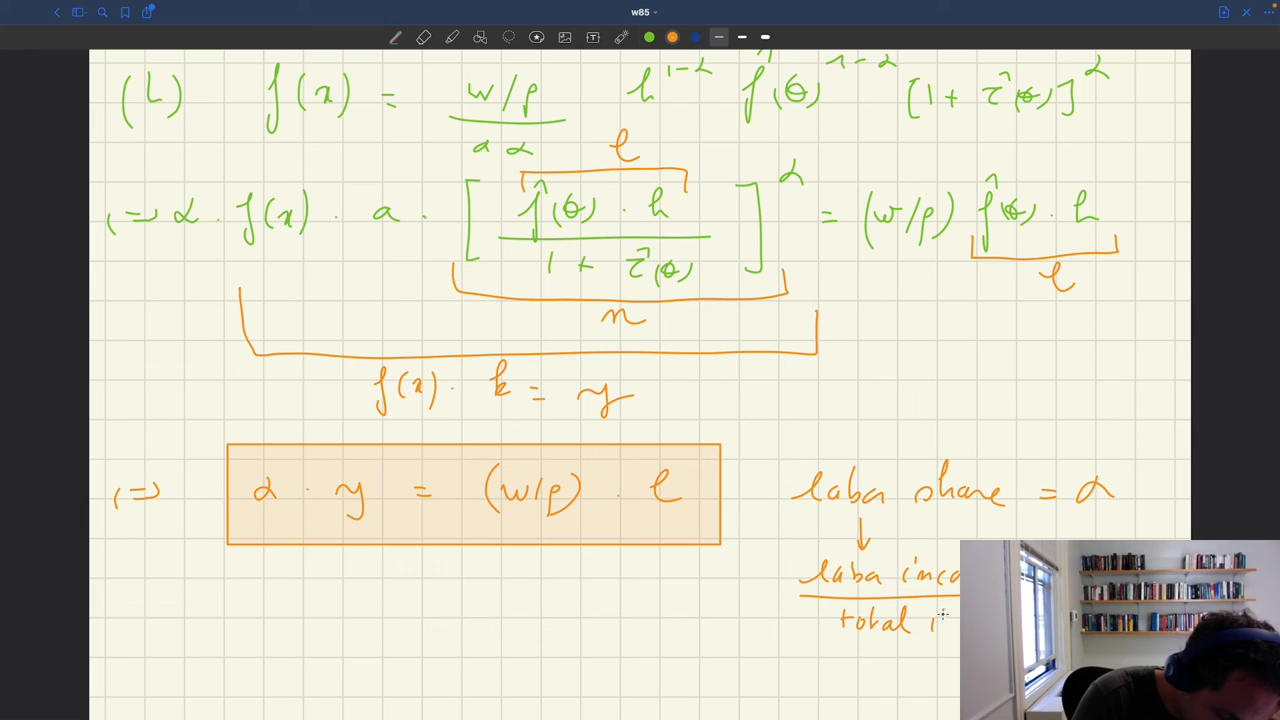 w85
(L) f(x) = w/p / aα h^1-α f̂(θ)^1-α [1 + τ̂(θ)]^α
l
<=> α · f(x) · a · [f̂(θ) · h / 1 + τ̂(θ)]^α = (w/p) f̂(θ) · h
l
n
f(x) · k = y
<=> α · y = (w/p) · l labor share = α
labor inco
total i